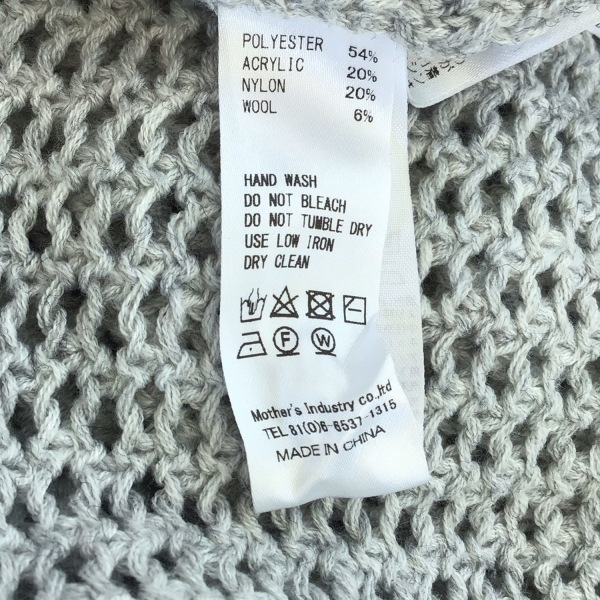 POLYESTER 54%
ACRYLIC 20%
NYLON 20%
WOOL 6%
HAND WASH
DO NOT BLEACH
DO NOT TUMBLE DRY
USE LOW IRON
DRY CLEAN
F W
Mother's Industry co.,ltd
TEL 81(0)6-6537-1315
MADE IN CHINA